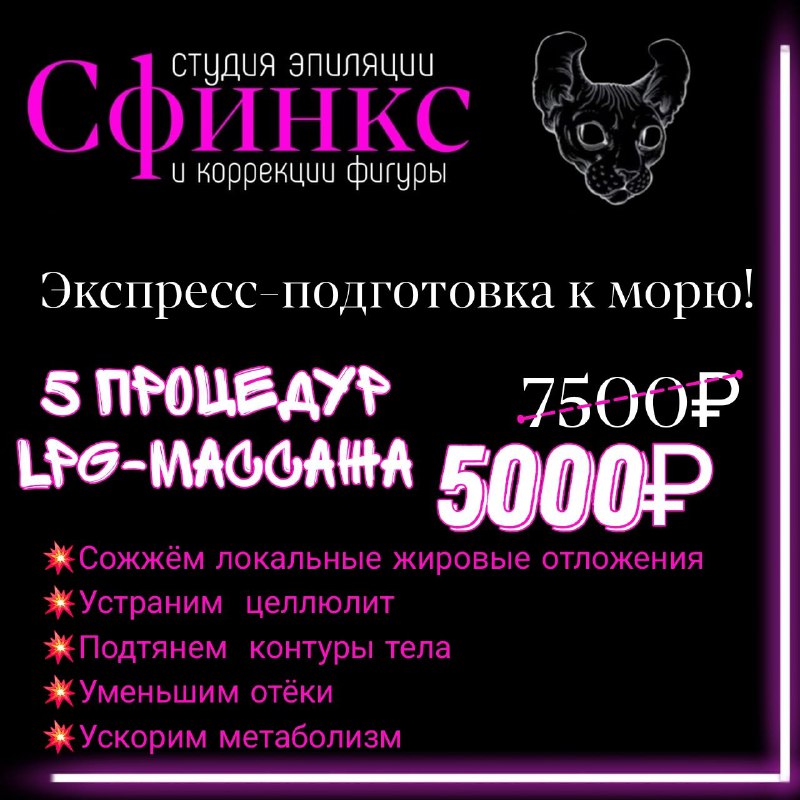 студия эпиляции
Сфинкс
и коррекции фигуры
Экспресс-подготовка к морю!
5 ПРОЦЕДУР
LPG-МАССАЖА
7500₽
5000₽
💥Сожжём локальные жировые отложения
💥Устраним целлюлит
💥Подтянем контуры тела
💥Уменьшим отёки
💥Ускорим метаболизм